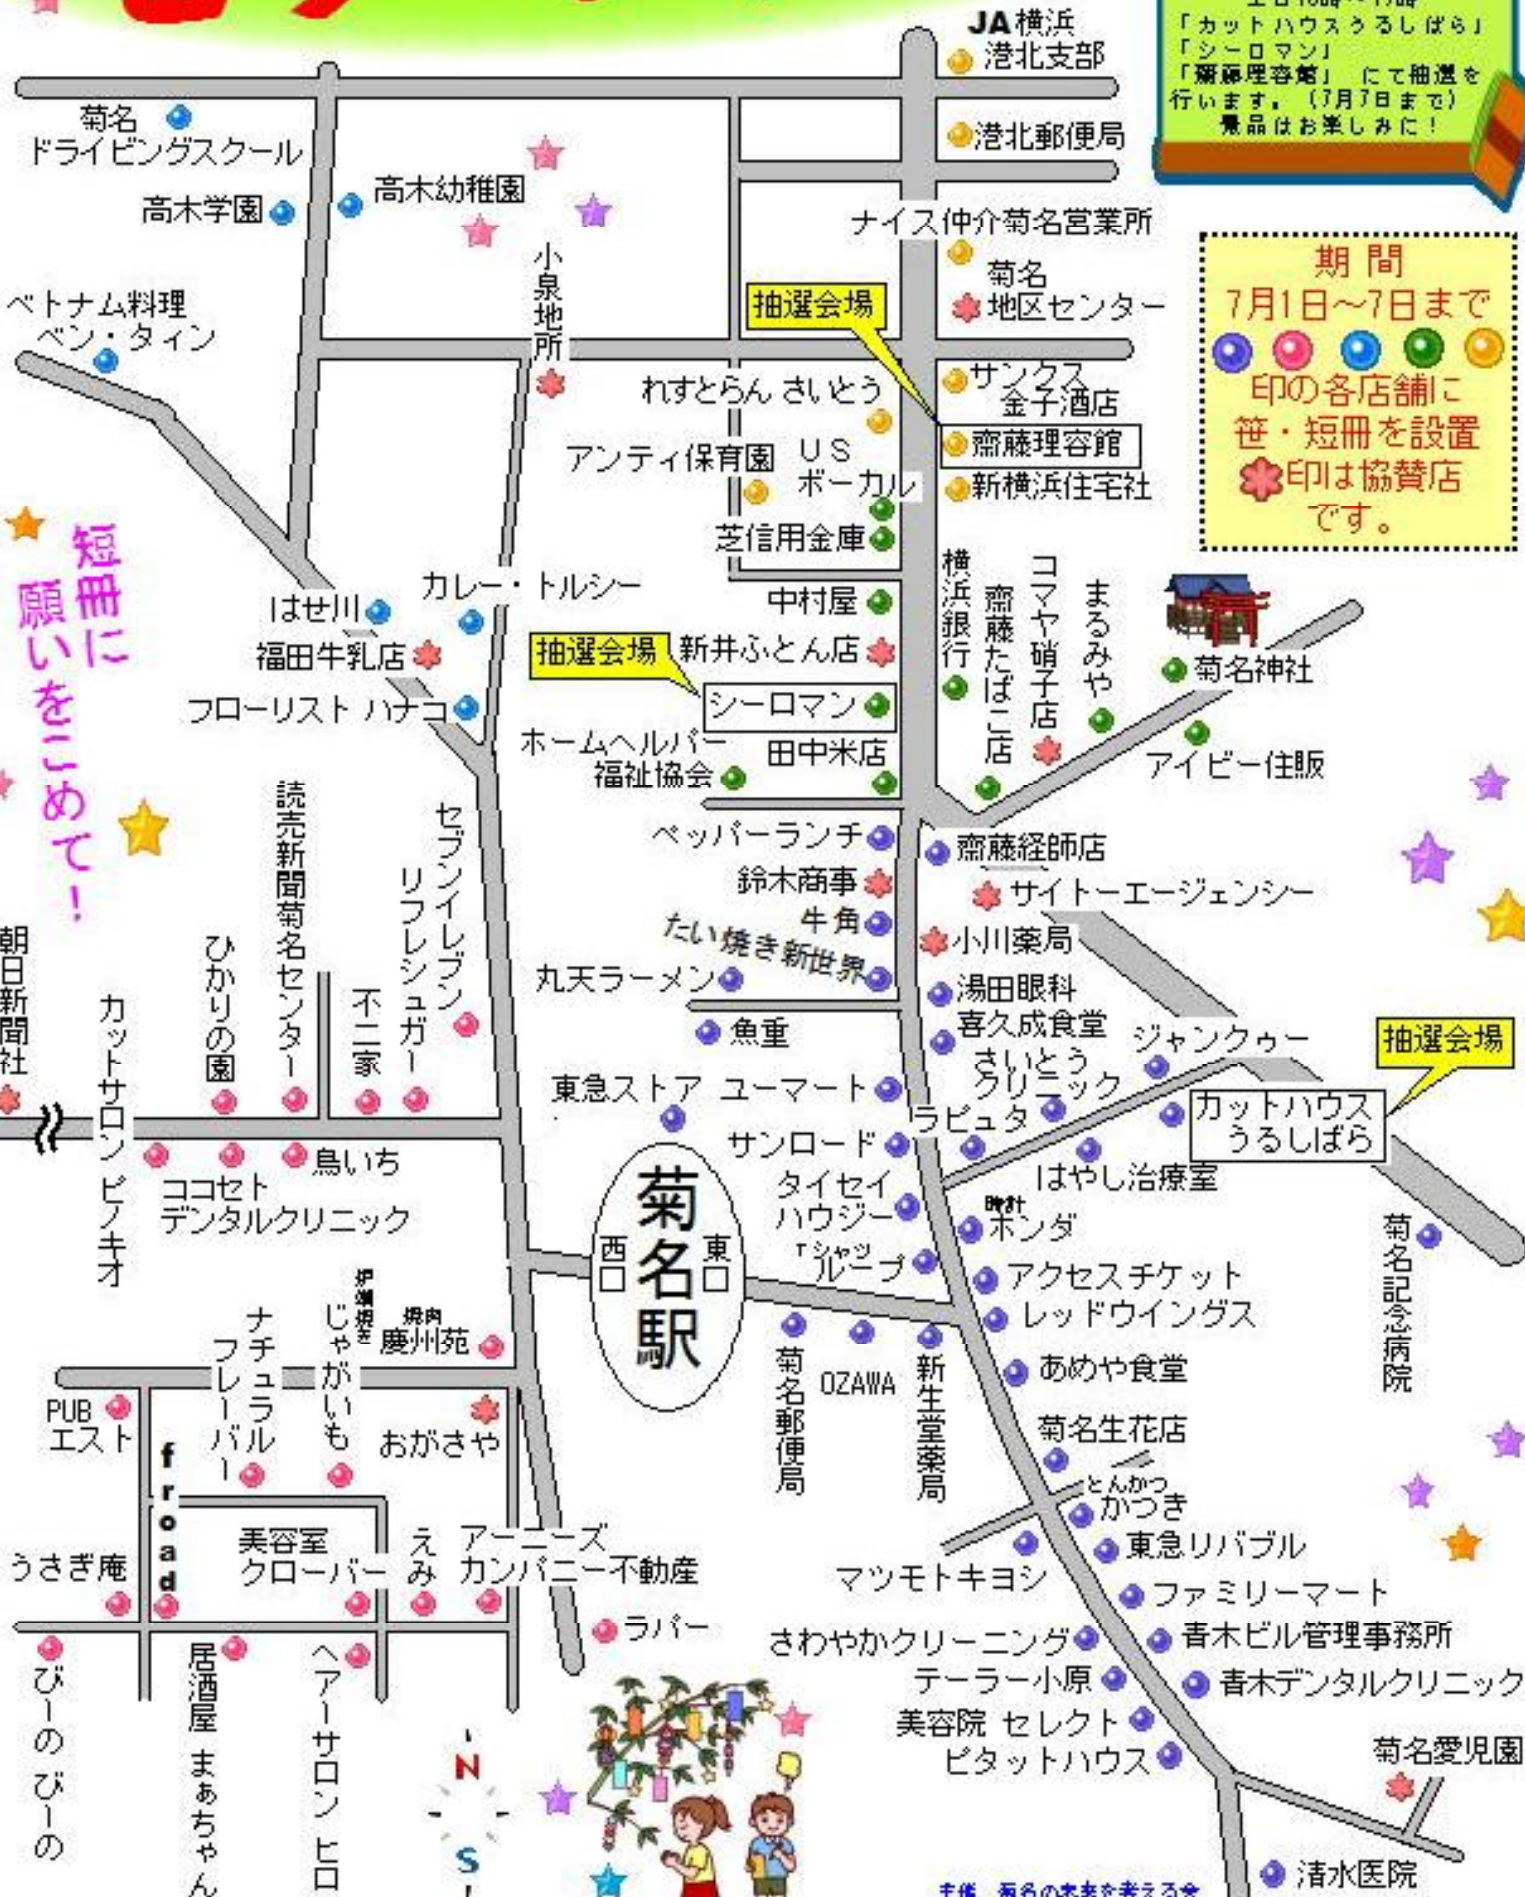 「カットハウスうるしばら」
「シーロマン」
「齋藤理容館」 にて抽選を
行います。(7月7日まで)
景品はお楽しみに!
JA横浜
港北支部
菊名
ドライビングスクール
港北郵便局
高木学園
高木幼稚園
ナイス仲介菊名営業所
期間
7月1日~7日まで
印の各店舗に
笹・短冊を設置
印は協賛店
です。
小泉地所
菊名
地区センター
抽選会場
ベトナム料理
ベン・タイン
れすとらん さいとう
サンクス
金子酒店
齋藤理容館
アンティ保育園
US
ボーカル
新横浜住宅社
芝信用金庫
短冊に
願いをこめて!
カレー・トルシー
はせ川
中村屋
横浜銀行
齋藤たばこ店
コマヤ硝子店
まるみや
菊名神社
福田牛乳店
抽選会場
新井ふとん店
フローリスト ハナコ
シーロマン
ホームヘルパー
福祉協会
田中米店
アイビー住販
読売新聞菊名センター
セブンイレブン
リフレシュガー
ペッパーランチ
齋藤経師店
鈴木商事
サイトーエージェンシー
牛角
たい焼き新世界
小川薬局
朝日新聞社
カットサロン ピノキオ
ひかりの園
不二家
丸天ラーメン
湯田眼科
魚重
喜久成食堂
さいとう
クリニック
ジャンクゥー
抽選会場
東急ストア
ユーマート
ラピュタ
カットハウス
うるしばら
サンロード
鳥いち
はやし治療室
ココセト
デンタルクリニック
菊名駅
西口
東口
タイセイ
ハウジー
時計
ホンダ
Tシャツ
ループ
菊名記念病院
アクセスチケット
レッドウイングス
ナチュラル
フレーバー
じゃがいも
焼肉
慶州苑
菊名郵便局
OZAWA
新生堂薬局
あめや食堂
PUB
エスト
froad
おがさや
菊名生花店
とんかつ
かつき
うさぎ庵
美容室
クローバー
えみ
アーニーズ
カンパニー不動産
マツモトキヨシ
東急リバブル
ファミリーマート
ラバー
さわやかクリーニング
青木ビル管理事務所
びーの びーの
居酒屋 まぁちゃん
ヘアーサロン ヒロ
テーラー小原
青木デンタルクリニック
美容院 セレクト
ピタットハウス
菊名愛児園
N
S
清水医院